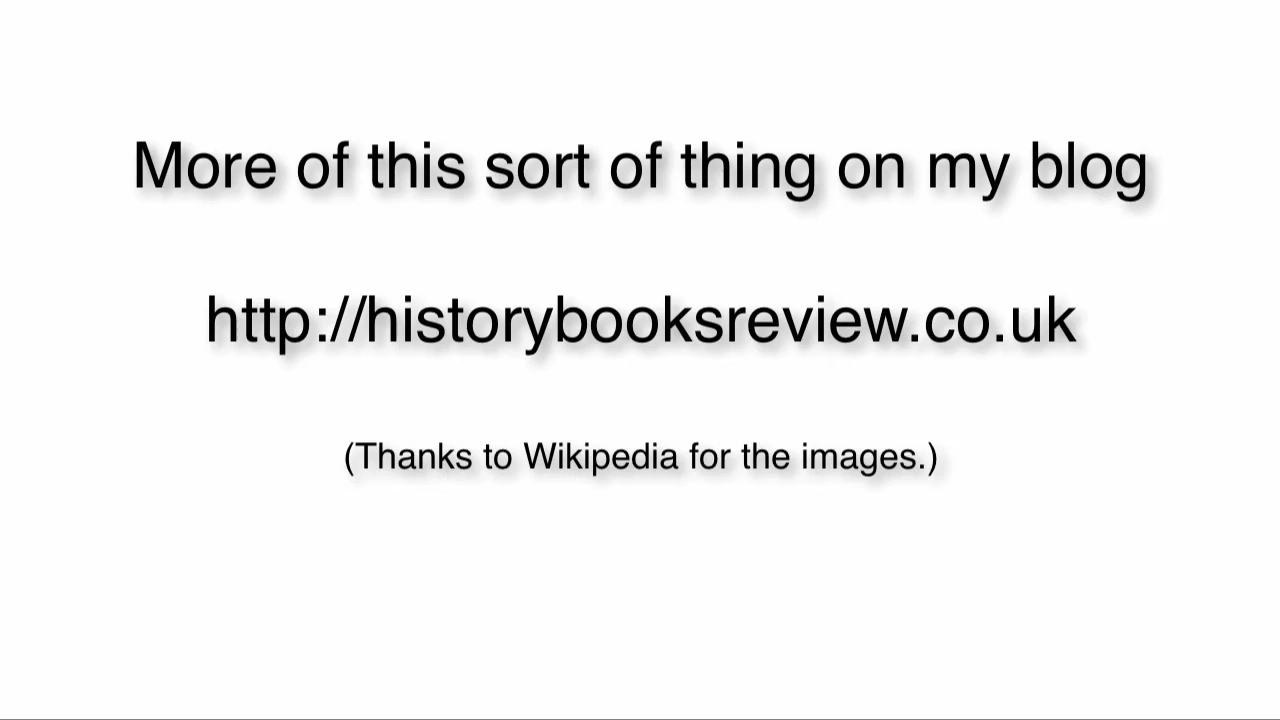 More of this sort of thing on my blog
http://historybooksreview.co.uk
(Thanks to Wikipedia for the images.)